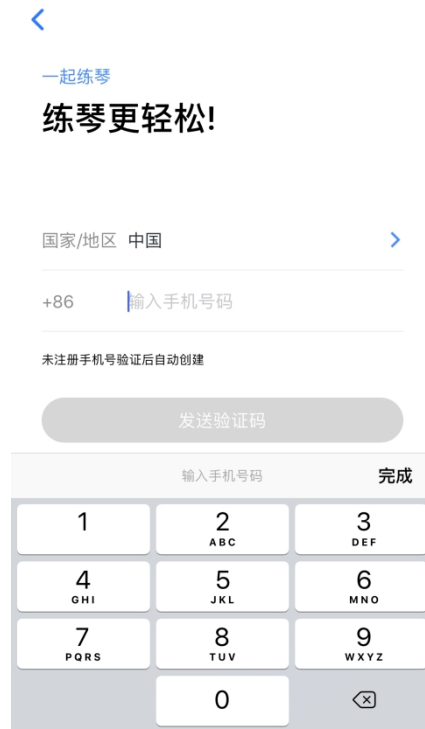 一起练琴
练琴更轻松!
国家/地区 中国
+86 输入手机号码
未注册手机号验证后自动创建
发送验证码
输入手机号码 完成
1 2 3
ABC DEF
4 5 6
GHI JKL MNO
7 8 9
PQRS TUV WXYZ
0